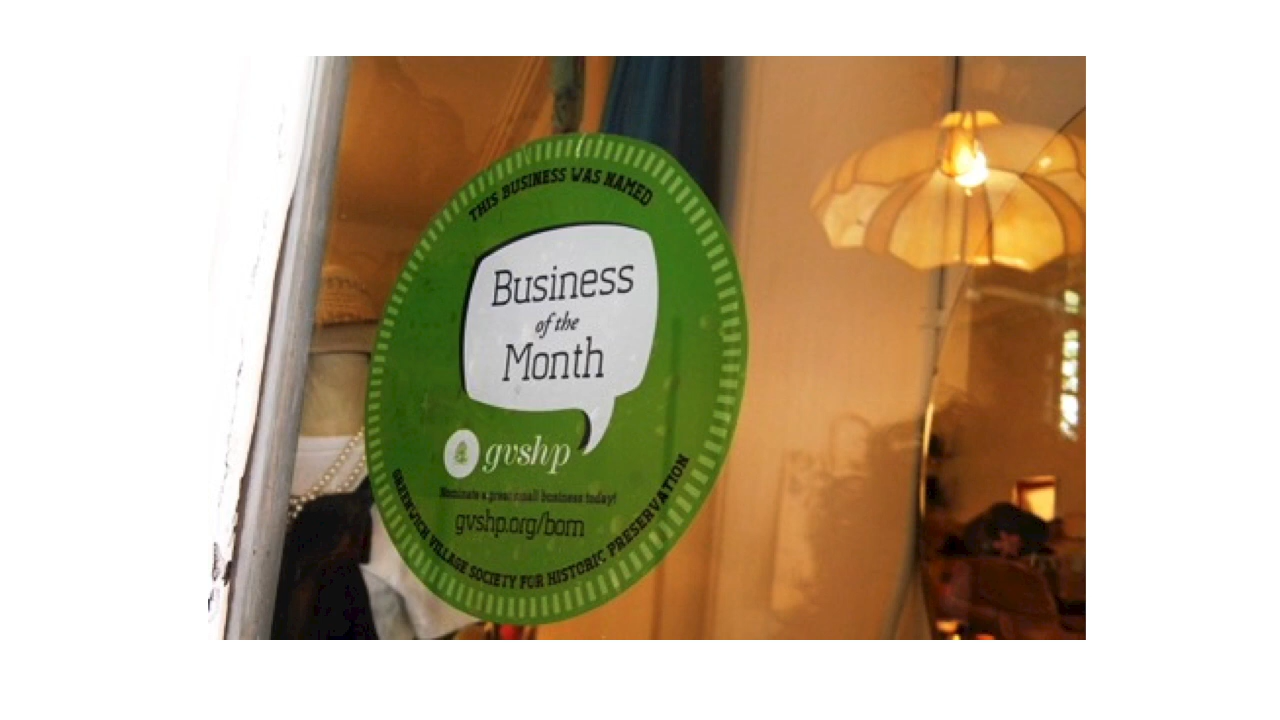 THIS BUSINESS WAS NAMED
Business
of the
Month
gvshp
Nominate a great small business today!
gvshp.org/bom
GREENWICH VILLAGE SOCIETY FOR HISTORIC PRESERVATION